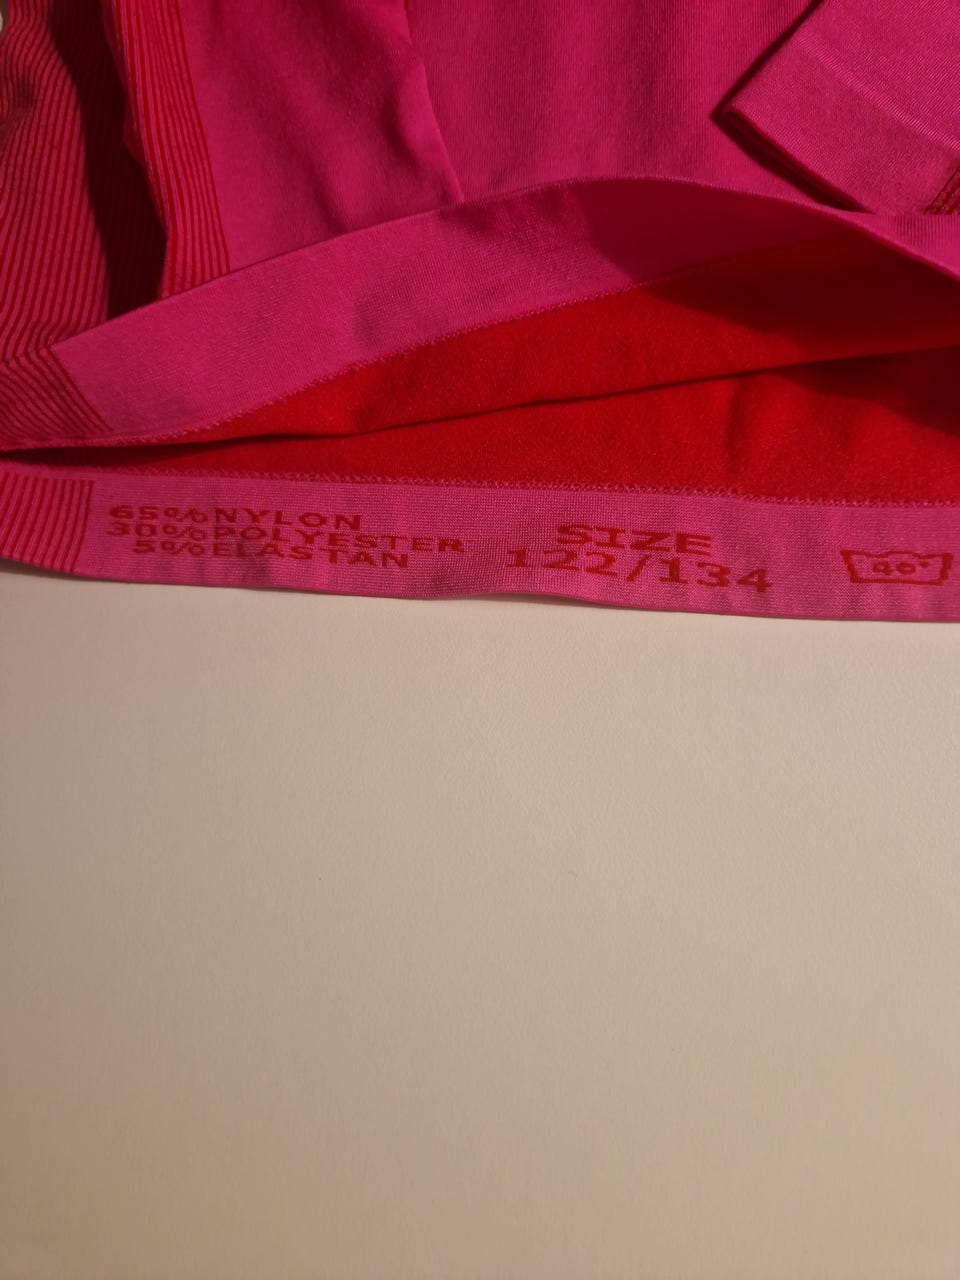 65%NYLON
30%POLYESTER
5%ELASTAN
SIZE
122/134
40°